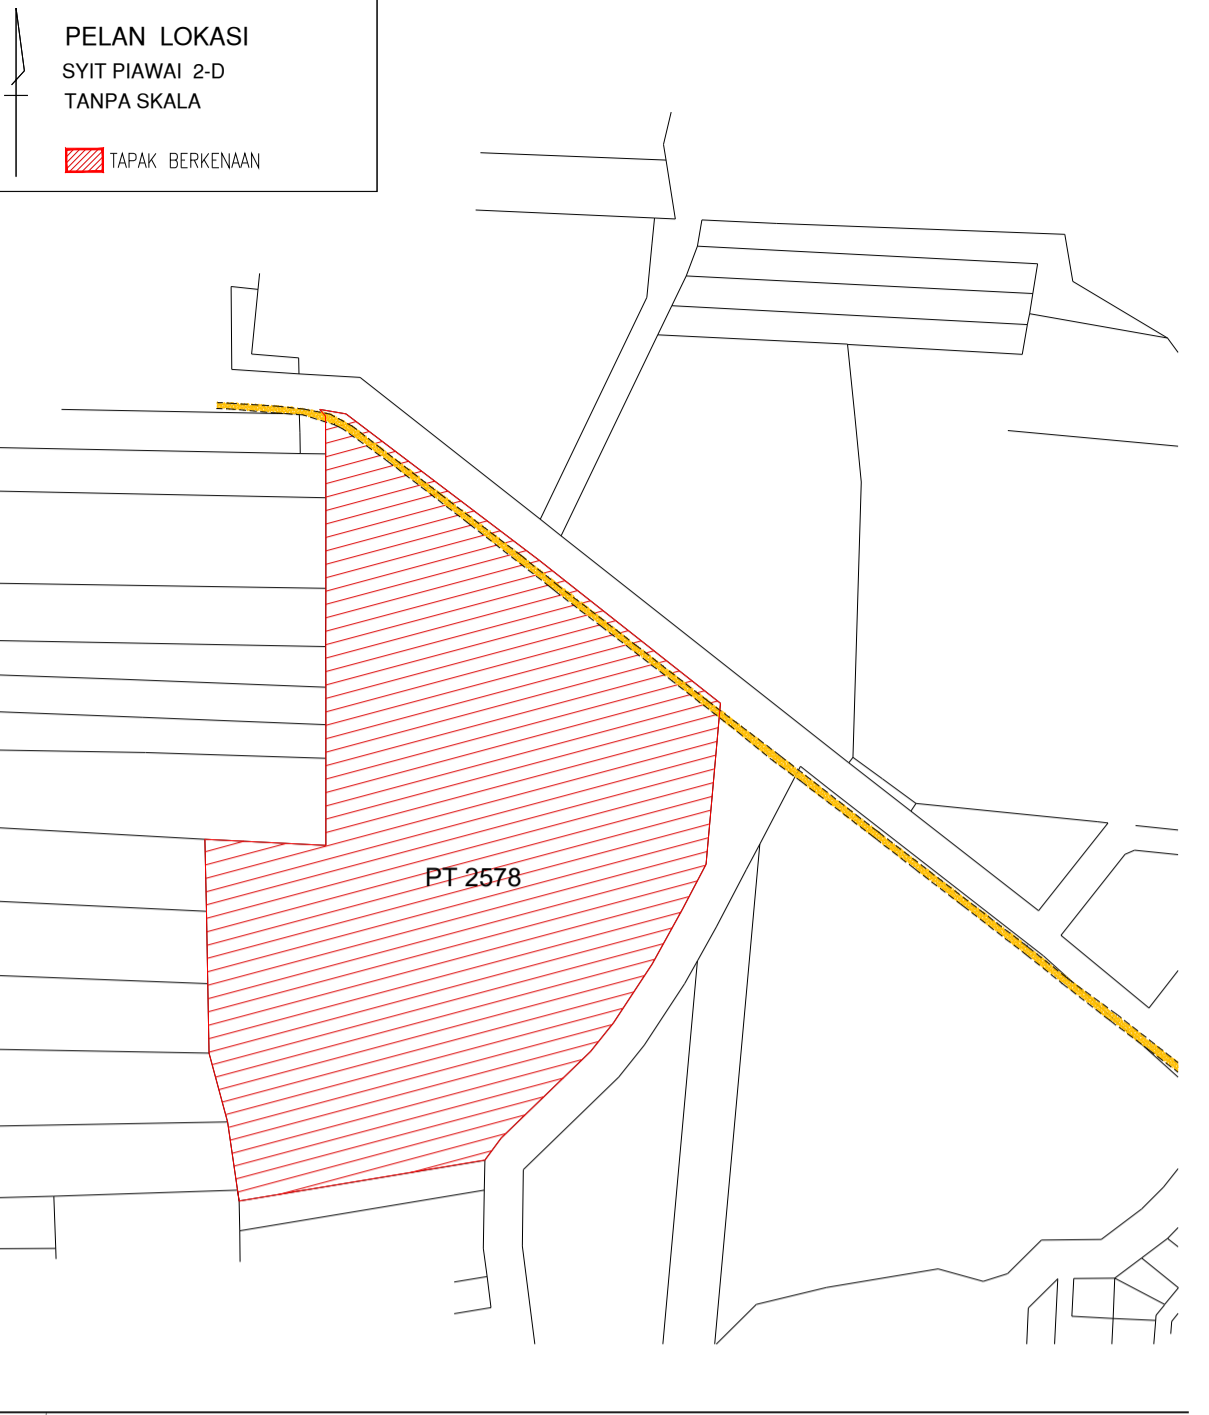 PELAN LOKASI
SYIT PIAWAI 2-D
TANPA SKALA
TAPAK BERKENAAN
PT 2578